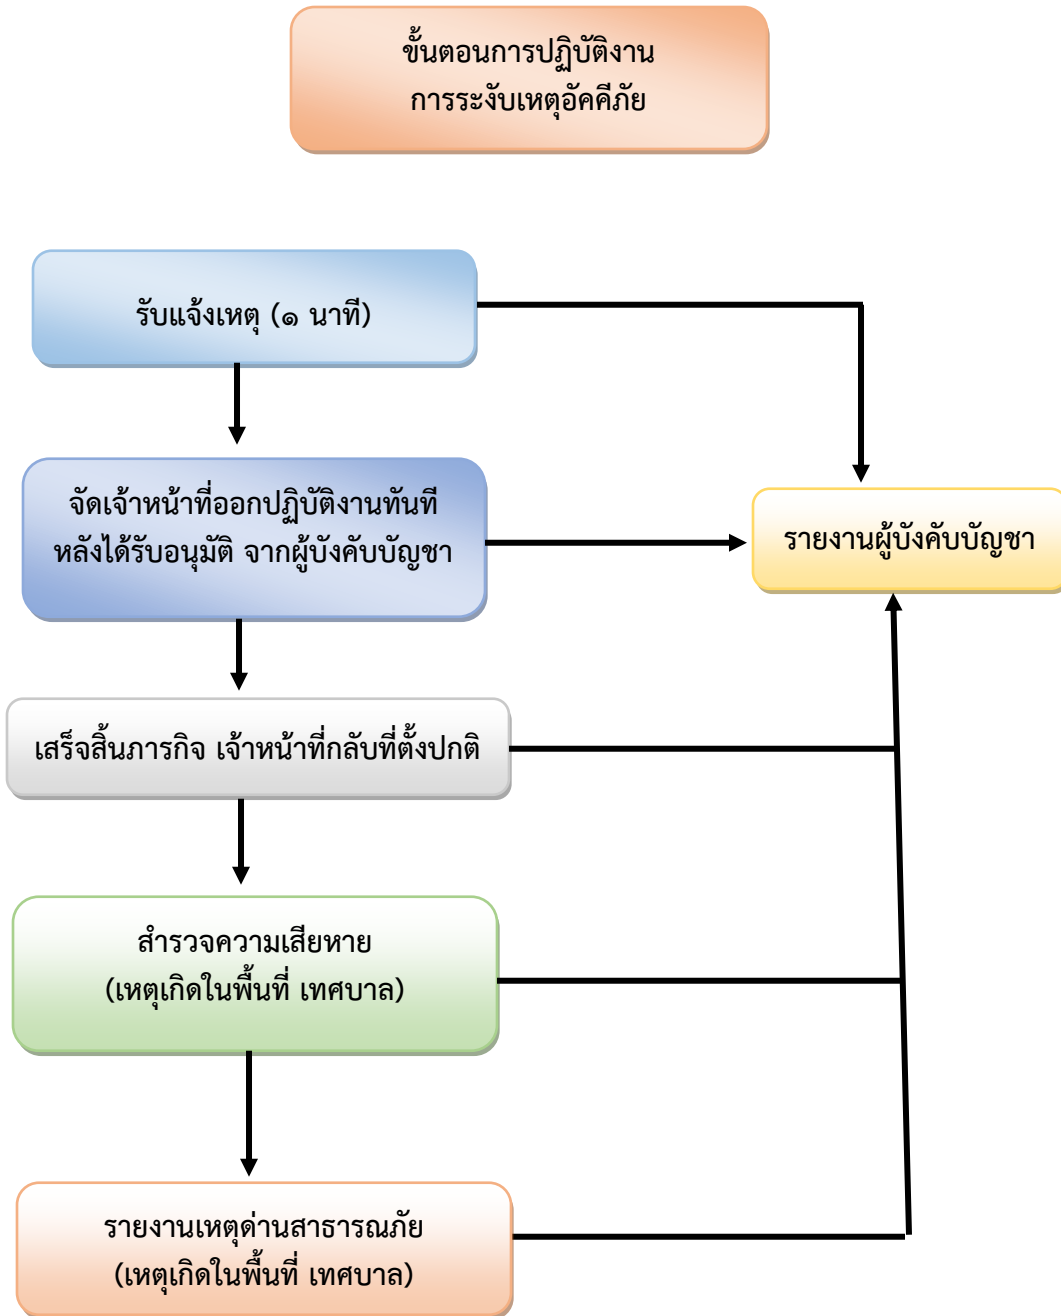 ขั้นตอนการปฏิบัติงาน
การระงับเหตุอัคคีภัย
รับแจ้งเหตุ (๑ นาที)
จัดเจ้าหน้าที่ออกปฏิบัติงานทันที
หลังได้รับอนุมัติ จากผู้บังคับบัญชา
รายงานผู้บังคับบัญชา
เสร็จสิ้นภารกิจ เจ้าหน้าที่กลับที่ตั้งปกติ
สำรวจความเสียหาย
(เหตุเกิดในพื้นที่ เทศบาล)
รายงานเหตุด่านสาธารณภัย
(เหตุเกิดในพื้นที่ เทศบาล)